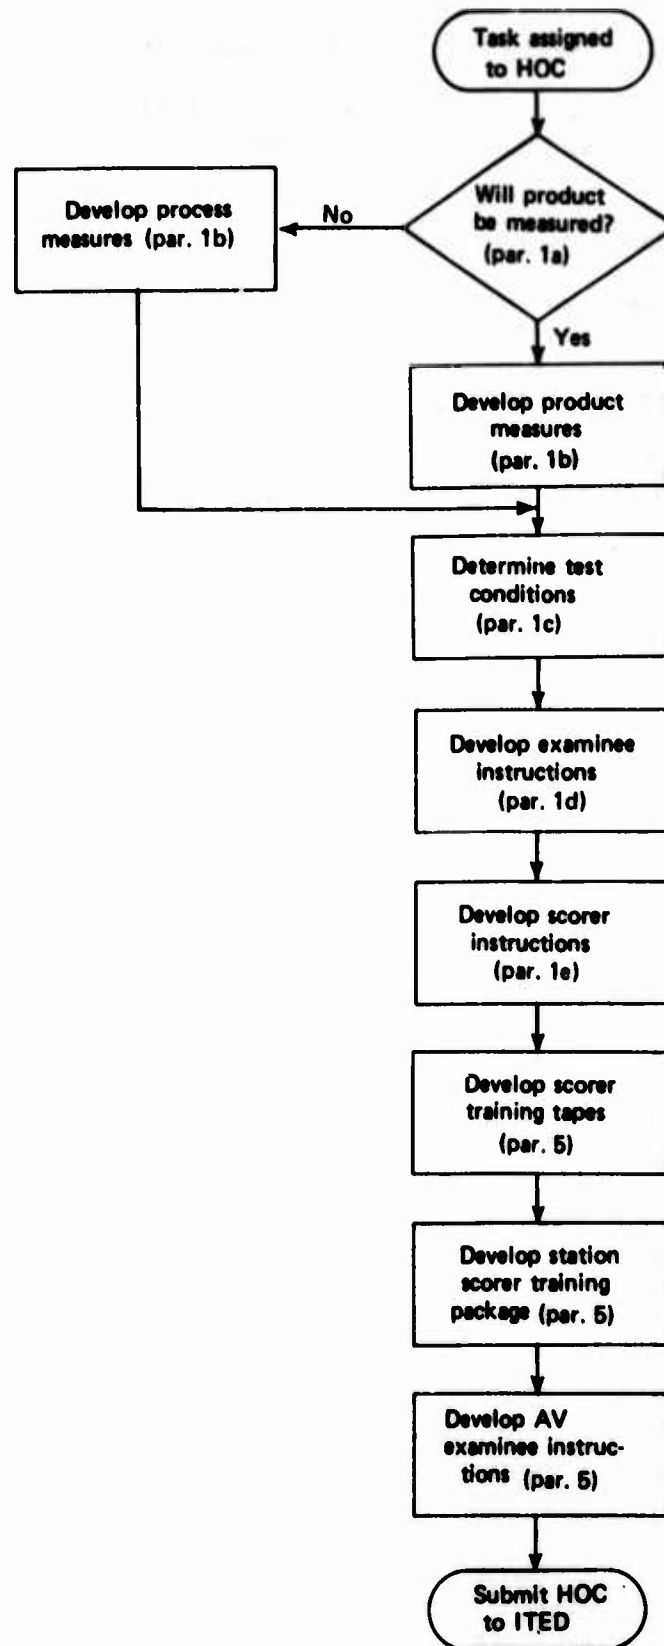 Task assigned
to HOC
Will product
be measured?
(par. 1a)
No
Develop process
measures (par. 1b)
Yes
Develop product
measures
(par. 1b)
Determine test
conditions
(par. 1c)
Develop examinee
instructions
(par. 1d)
Develop scorer
instructions
(par. 1e)
Develop scorer
training tapes
(par. 5)
Develop station
scorer training
package (par. 5)
Develop AV
examinee instruc-
tions (par. 5)
Submit HOC
to ITED